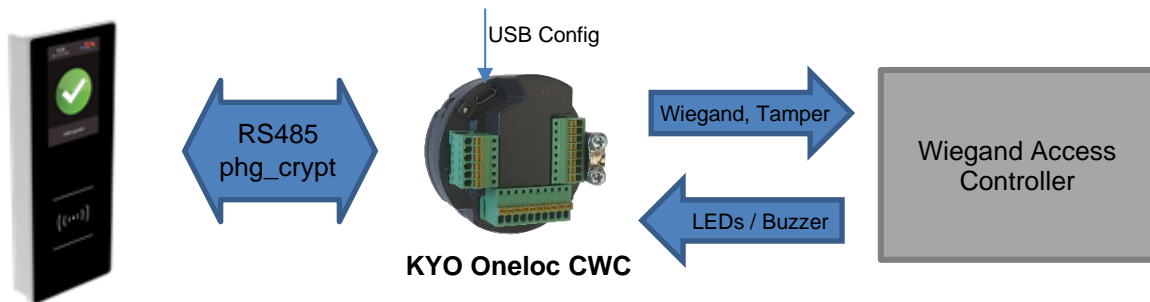 USB Config
RS485
phg_crypt
Wiegand, Tamper
LEDs / Buzzer
KYO Oneloc CWC
Wiegand Access
Controller